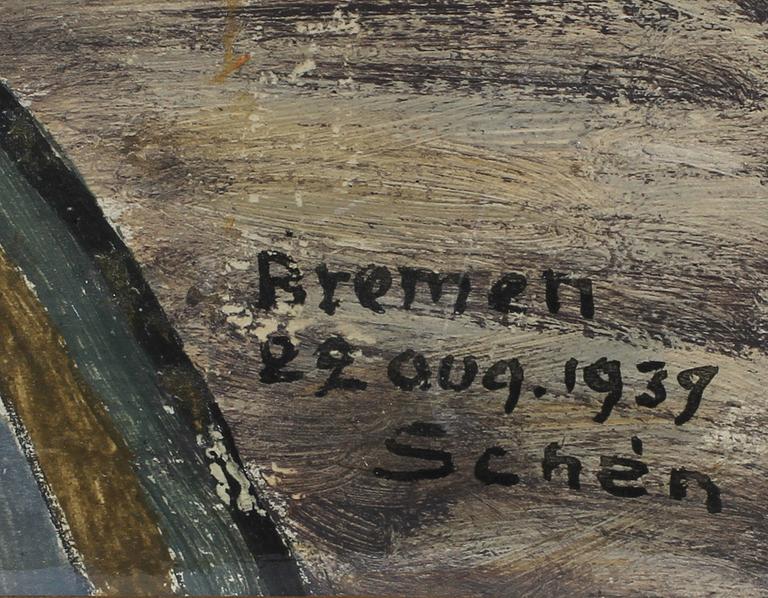 Bremen
22 aug. 1939
Schén